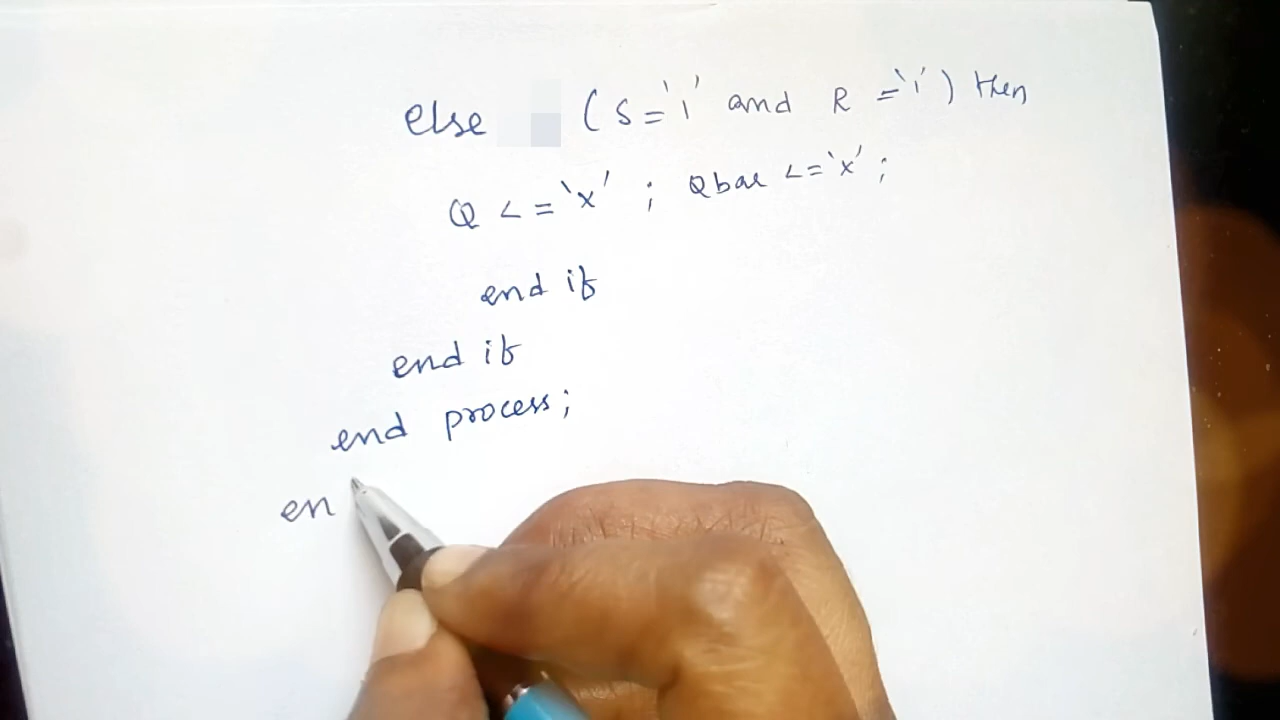 else (S='1' and R ='1') then
Q <= 'x' ; Qbar <= 'x' ;
end if
end if
end process;
en